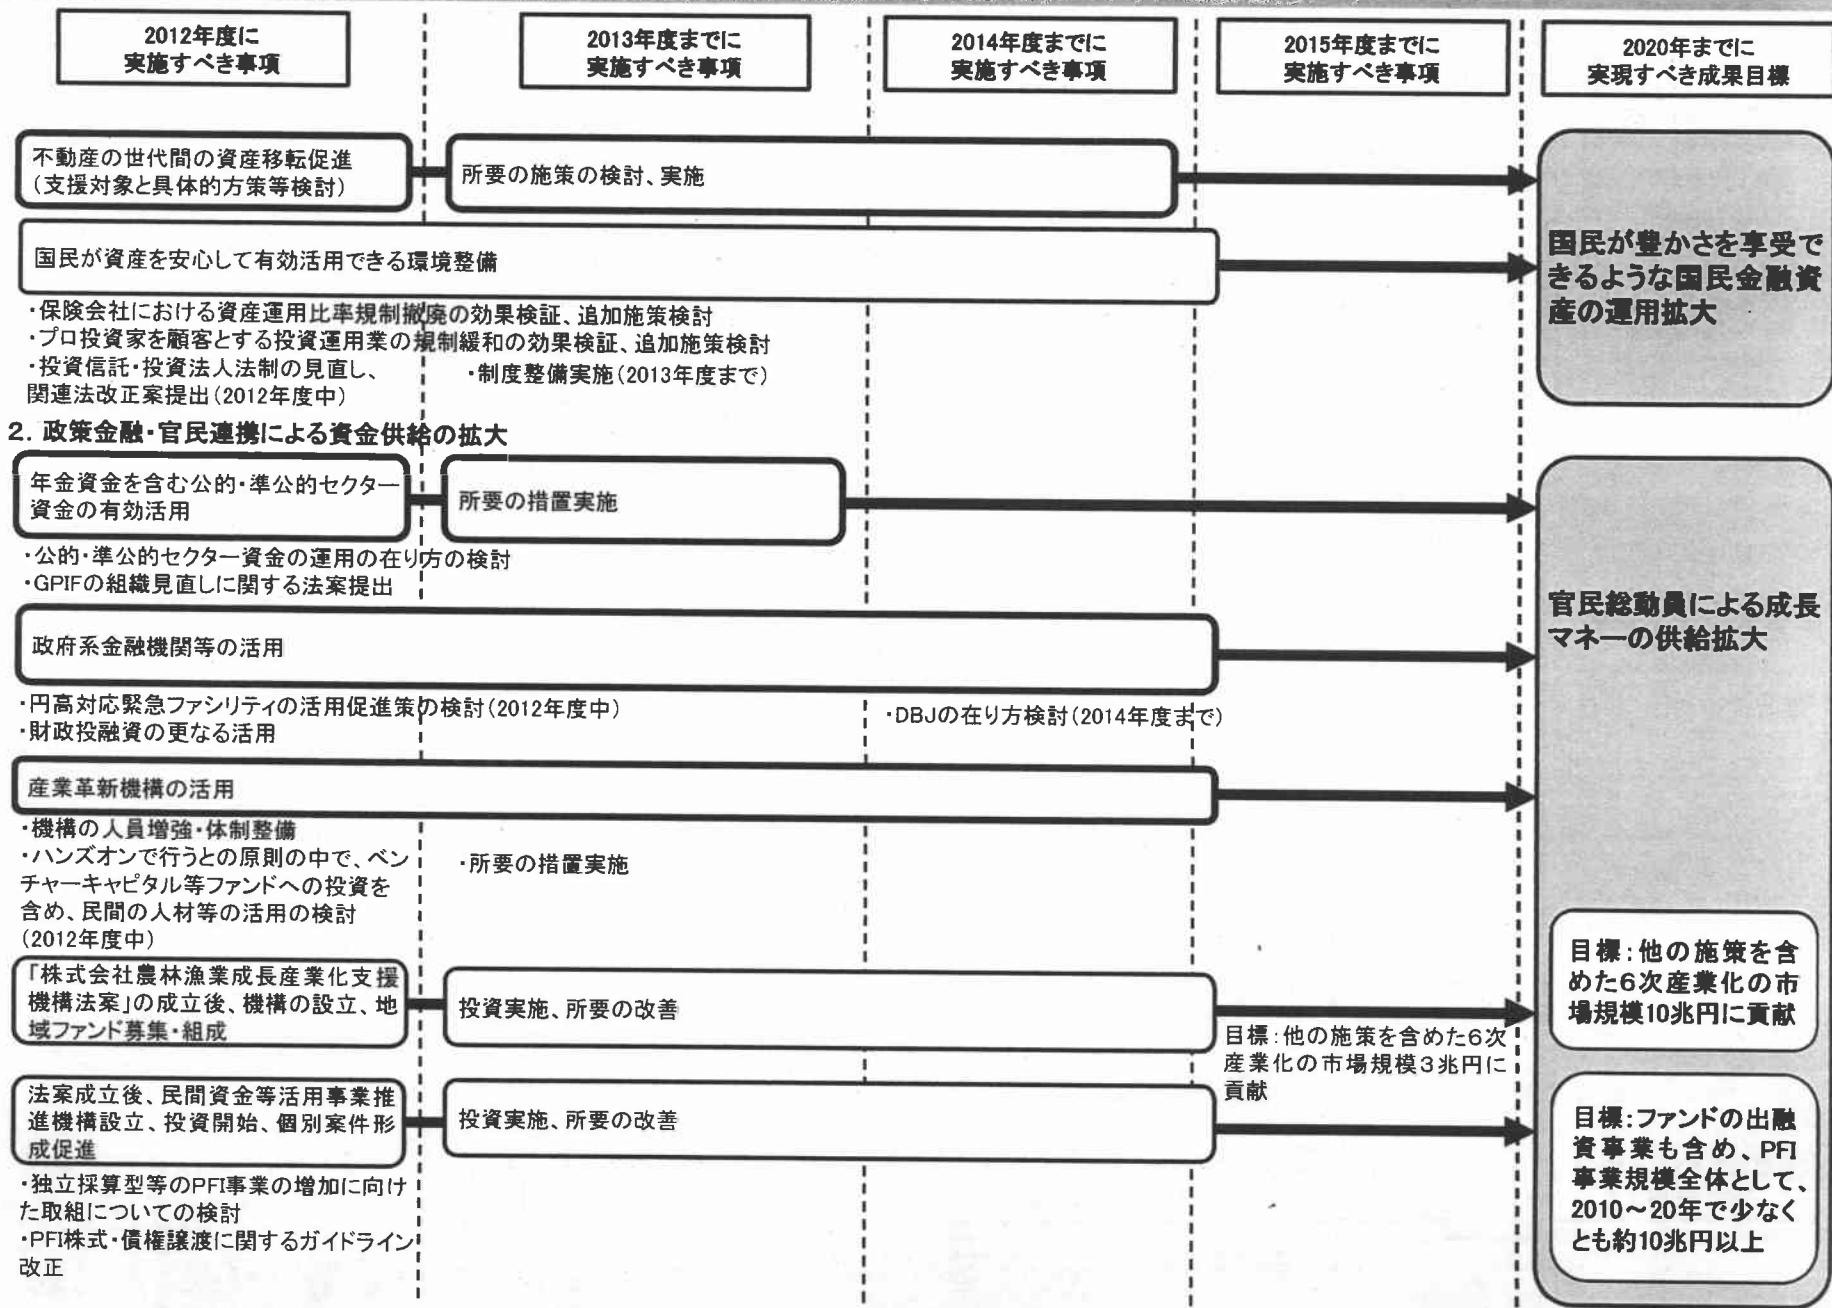 2012年度に
実施すべき事項
2013年度までに
実施すべき事項
2014年度までに
実施すべき事項
2015年度までに
実施すべき事項
2020年までに
実現すべき成果目標
不動産の世代間の資産移転促進
(支援対象と具体的方策等検討)
所要の施策の検討、実施
国民が資産を安心して有効活用できる環境整備
・保険会社における資産運用比率規制撤廃の効果検証、追加施策検討
・プロ投資家を顧客とする投資運用業の規制緩和の効果検証、追加施策検討
・投資信託・投資法人法制の見直し、
関連法改正案提出(2012年度中)
・制度整備実施(2013年度まで)
国民が豊かさを享受で
きるような国民金融資
産の運用拡大
2. 政策金融・官民連携による資金供給の拡大
年金資金を含む公的・準公的セクター
資金の有効活用
所要の措置実施
・公的・準公的セクター資金の運用の在り方の検討
・GPIFの組織見直しに関する法案提出
政府系金融機関等の活用
・円高対応緊急ファシリティの活用促進策の検討(2012年度中)
・財政投融資の更なる活用
・DBJの在り方検討(2014年度まで)
官民総動員による成長
マネーの供給拡大
産業革新機構の活用
・機構の人員増強・体制整備
・ハンズオンで行うとの原則の中で、ベン
チャーキャピタル等ファンドへの投資を
含め、民間の人材等の活用の検討
(2012年度中)
・所要の措置実施
「株式会社農林漁業成長産業化支援
機構法案」の成立後、機構の設立、地
域ファンド募集・組成
投資実施、所要の改善
目標:他の施策を含めた6次
産業化の市場規模3兆円に
貢献
目標:他の施策を含
めた6次産業化の市
場規模10兆円に貢献
法案成立後、民間資金等活用事業推
進機構設立、投資開始、個別案件形
成促進
投資実施、所要の改善
・独立採算型等のPFI事業の増加に向け
た取組についての検討
・PFI株式・債権譲渡に関するガイドライン
改正
目標:ファンドの出融
資事業も含め、PFI
事業規模全体として、
2010～20年で少なく
とも約10兆円以上